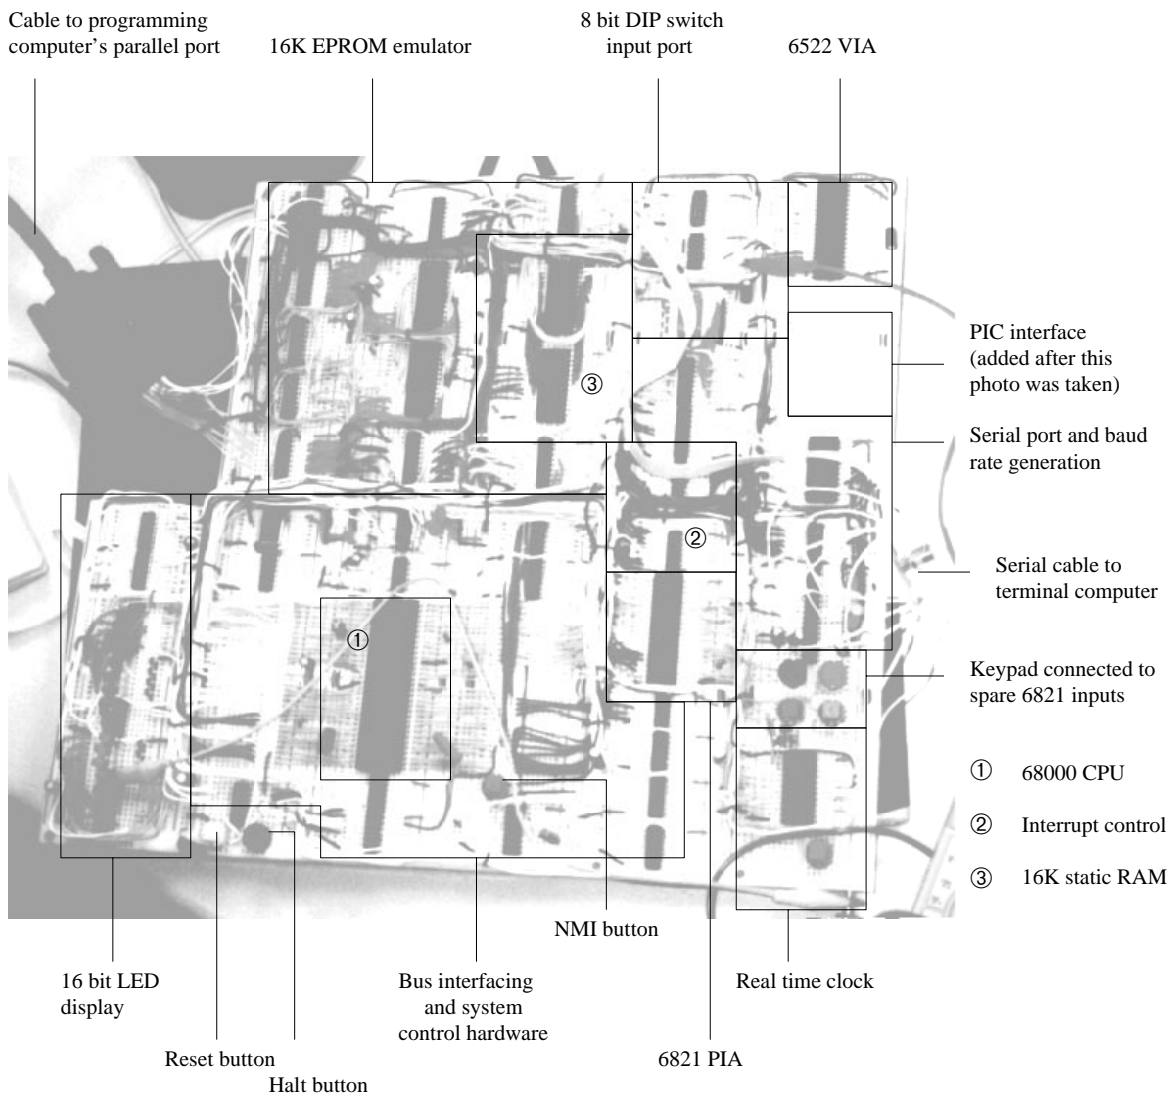 Cable to programming
computer's parallel port
16K EPROM emulator
8 bit DIP switch
input port
6522 VIA
PIC interface
(added after this
photo was taken)
Serial port and baud
rate generation
Serial cable to
terminal computer
Keypad connected to
spare 6821 inputs
① 68000 CPU
② Interrupt control
③ 16K static RAM
③
②
①
NMI button
16 bit LED
display
Bus interfacing
and system
control hardware
Real time clock
Reset button
Halt button
6821 PIA